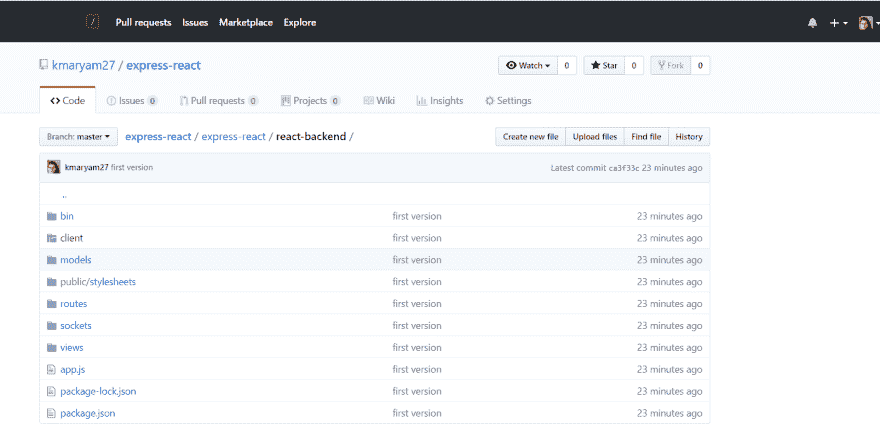 / Pull requests Issues Marketplace Explore
kmaryam27 / express-react Watch 0 Star 0 Fork 0
Code Issues 0 Pull requests 0 Projects 0 Wiki Insights Settings
Branch: master express-react / express-react / react-backend / Create new file Upload files Find file History
kmaryam27 first version Latest commit ca3f33c 23 minutes ago
..
bin first version 23 minutes ago
client first version 23 minutes ago
models first version 23 minutes ago
public/stylesheets first version 23 minutes ago
routes first version 23 minutes ago
sockets first version 23 minutes ago
views first version 23 minutes ago
app.js first version 23 minutes ago
package-lock.json first version 23 minutes ago
package.json first version 23 minutes ago